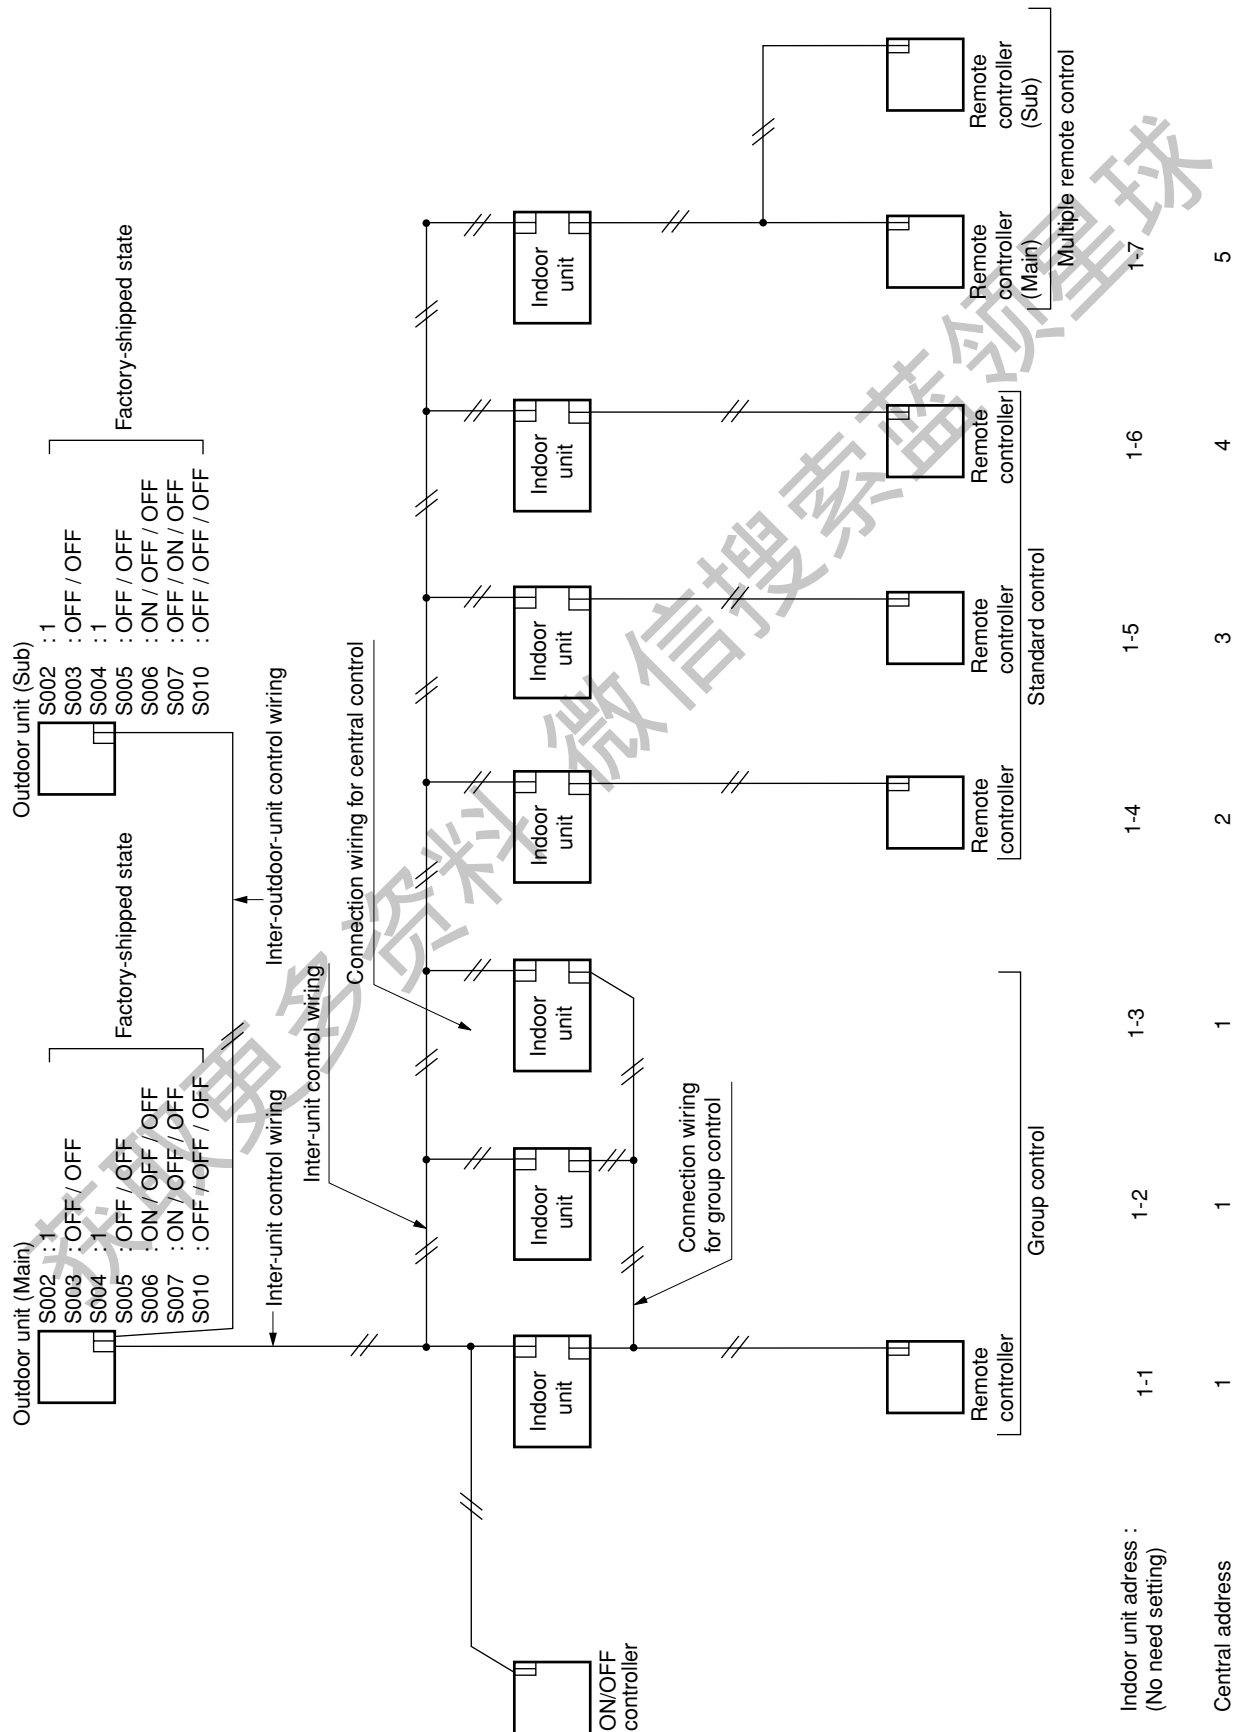 Outdoor unit (Main)
S002 : 1
S003 : OFF / OFF
S004 : 1
S005 : OFF / OFF
S006 : ON / OFF / OFF
S007 : ON / OFF / OFF
S010 : OFF / OFF / OFF
Factory-shipped state
Outdoor unit (Sub)
S002 : 1
S003 : OFF / OFF
S004 : 1
S005 : OFF / OFF
S006 : ON / OFF / OFF
S007 : OFF / ON / OFF
S010 : OFF / OFF / OFF
Factory-shipped state
Inter-unit control wiring
Inter-outdoor-unit control wiring
Inter-unit control wiring
Connection wiring for central control
ON/OFF
controller
Indoor
unit
Indoor
unit
Indoor
unit
Indoor
unit
Indoor
unit
Indoor
unit
Indoor
unit
Connection wiring
for group control
Remote
controller
Remote
controller
Remote
controller
Remote
controller
Remote
controller
(Main)
Remote
controller
(Sub)
Group control
Standard control
Multiple remote control
Indoor unit adress : 1-1 1-2 1-3 1-4 1-5 1-6 1-7
(No need setting)
Central address 1 1 1 2 3 4 5
获取更多资料 微信搜索蓝领星球